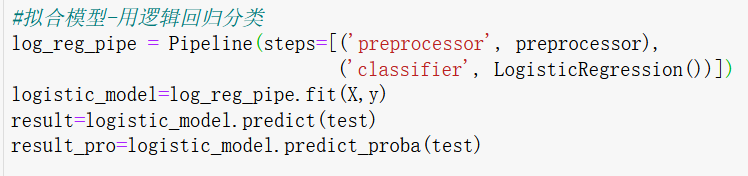 #拟合模型-用逻辑回归分类
log_reg_pipe = Pipeline(steps=[('preprocessor', preprocessor),
('classifier', LogisticRegression())])
logistic_model=log_reg_pipe.fit(X,y)
result=logistic_model.predict(test)
result_pro=logistic_model.predict_proba(test)